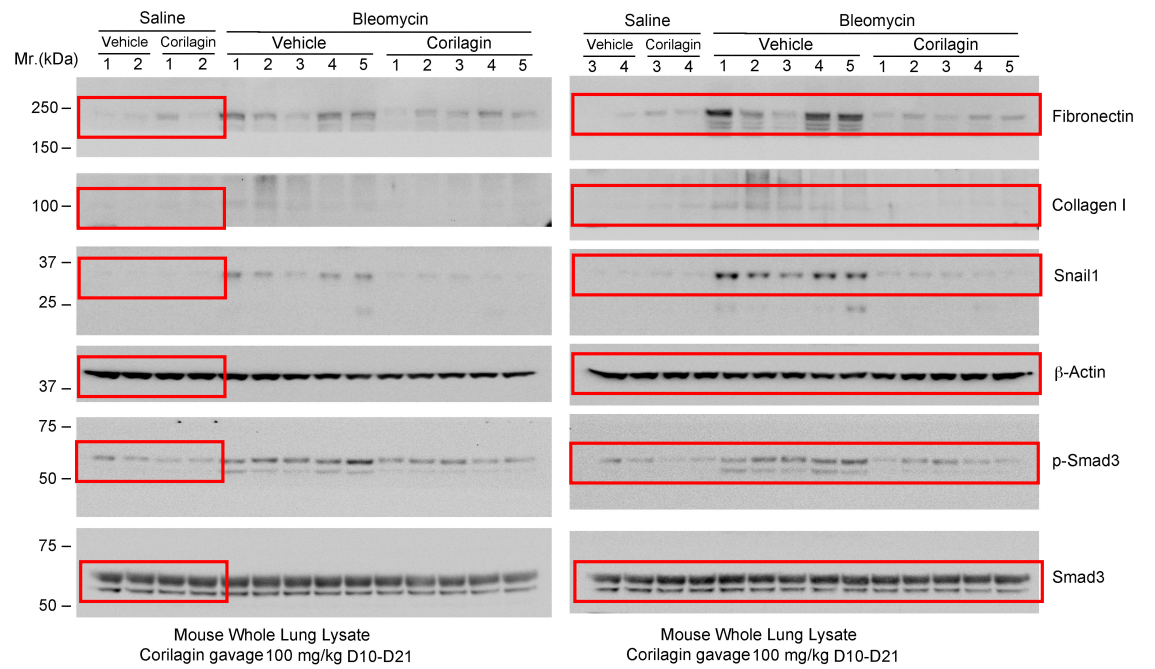 Saline Bleomycin Saline Bleomycin
Vehicle Corilagin Vehicle Corilagin Vehicle Corilagin Vehicle Corilagin
Mr.(kDa) 1 2 1 2 1 2 3 4 5 1 2 3 4 5 3 4 3 4 1 2 3 4 5 1 2 3 4 5
250 –
Fibronectin
150 –
100 – Collagen I
37 –
Snail1
25 –
β-Actin
37 –
75 –
p-Smad3
50 –
75 –
Smad3
50 –
Mouse Whole Lung Lysate Mouse Whole Lung Lysate
Corilagin gavage 100 mg/kg D10-D21 Corilagin gavage 100 mg/kg D10-D21